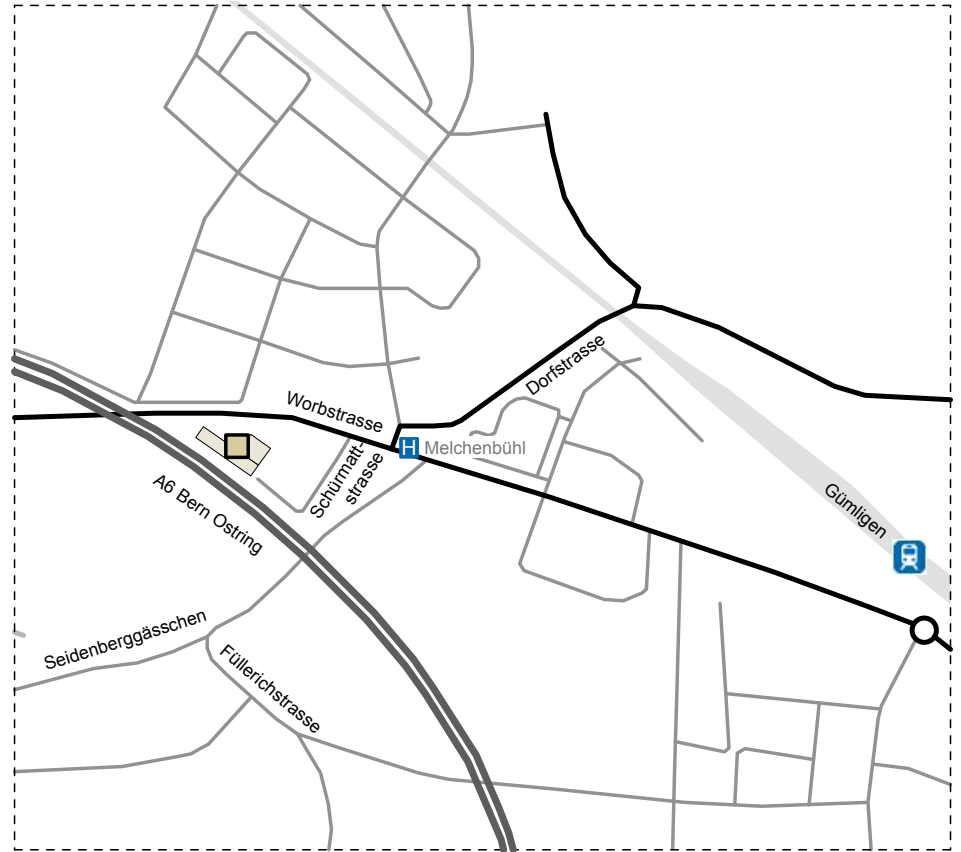 Dorfstrasse
Worbstrasse
H Melchenbühl
Schürmatt-
strasse
A6 Bern Ostring
Gümligen
Seidenberggässchen
Füllerichstrasse